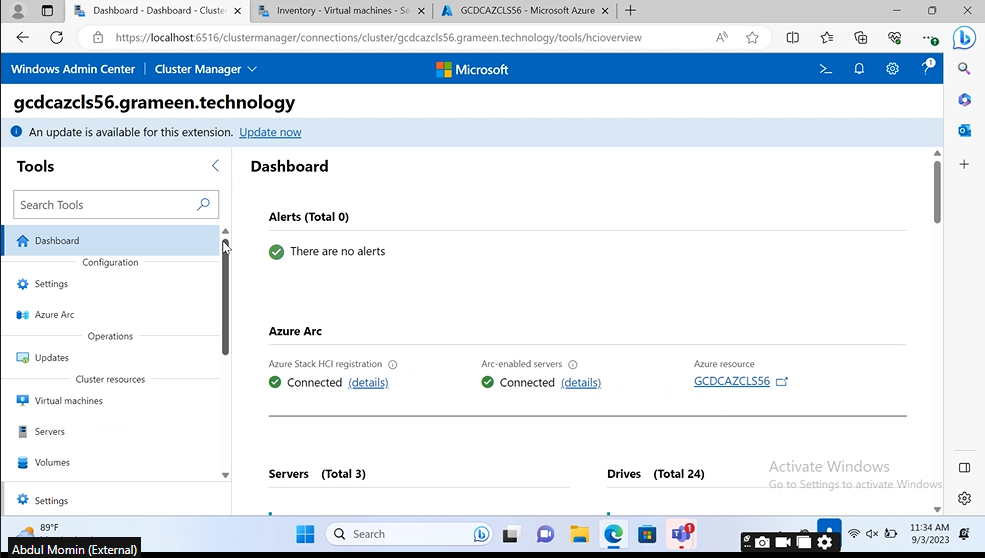 Dashboard - Dashboard - Cluster
Inventory - Virtual machines - Se
GCDCAZCLS56 - Microsoft Azure
https://localhost:6516/clustermanager/connections/cluster/gcdcazcls56.grameen.technology/tools/hcioverview
Windows Admin Center
Cluster Manager
Microsoft
1
gcdcazcls56.grameen.technology
An update is available for this extension. Update now
Tools
Search Tools
Dashboard
Configuration
Settings
Azure Arc
Operations
Updates
Cluster resources
Virtual machines
Servers
Volumes
Settings
Dashboard
Alerts (Total 0)
There are no alerts
Azure Arc
Azure Stack HCI registration
Connected (details)
Arc-enabled servers
Connected (details)
Azure resource
GCDCAZCLS56
Servers (Total 3)
Drives (Total 24)
Activate Windows
Go to Settings to activate Windows.
89°F
Search
1
11:34 AM
9/3/2023
Abdul Momin (External)